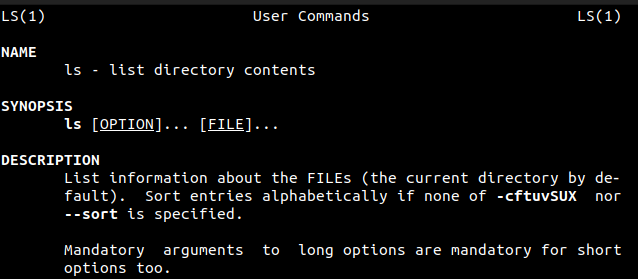 LS(1) User Commands LS(1)
NAME
ls - list directory contents
SYNOPSIS
ls [OPTION]... [FILE]...
DESCRIPTION
List information about the FILEs (the current directory by de-
fault). Sort entries alphabetically if none of -cftuvSUX nor
--sort is specified.
Mandatory arguments to long options are mandatory for short
options too.